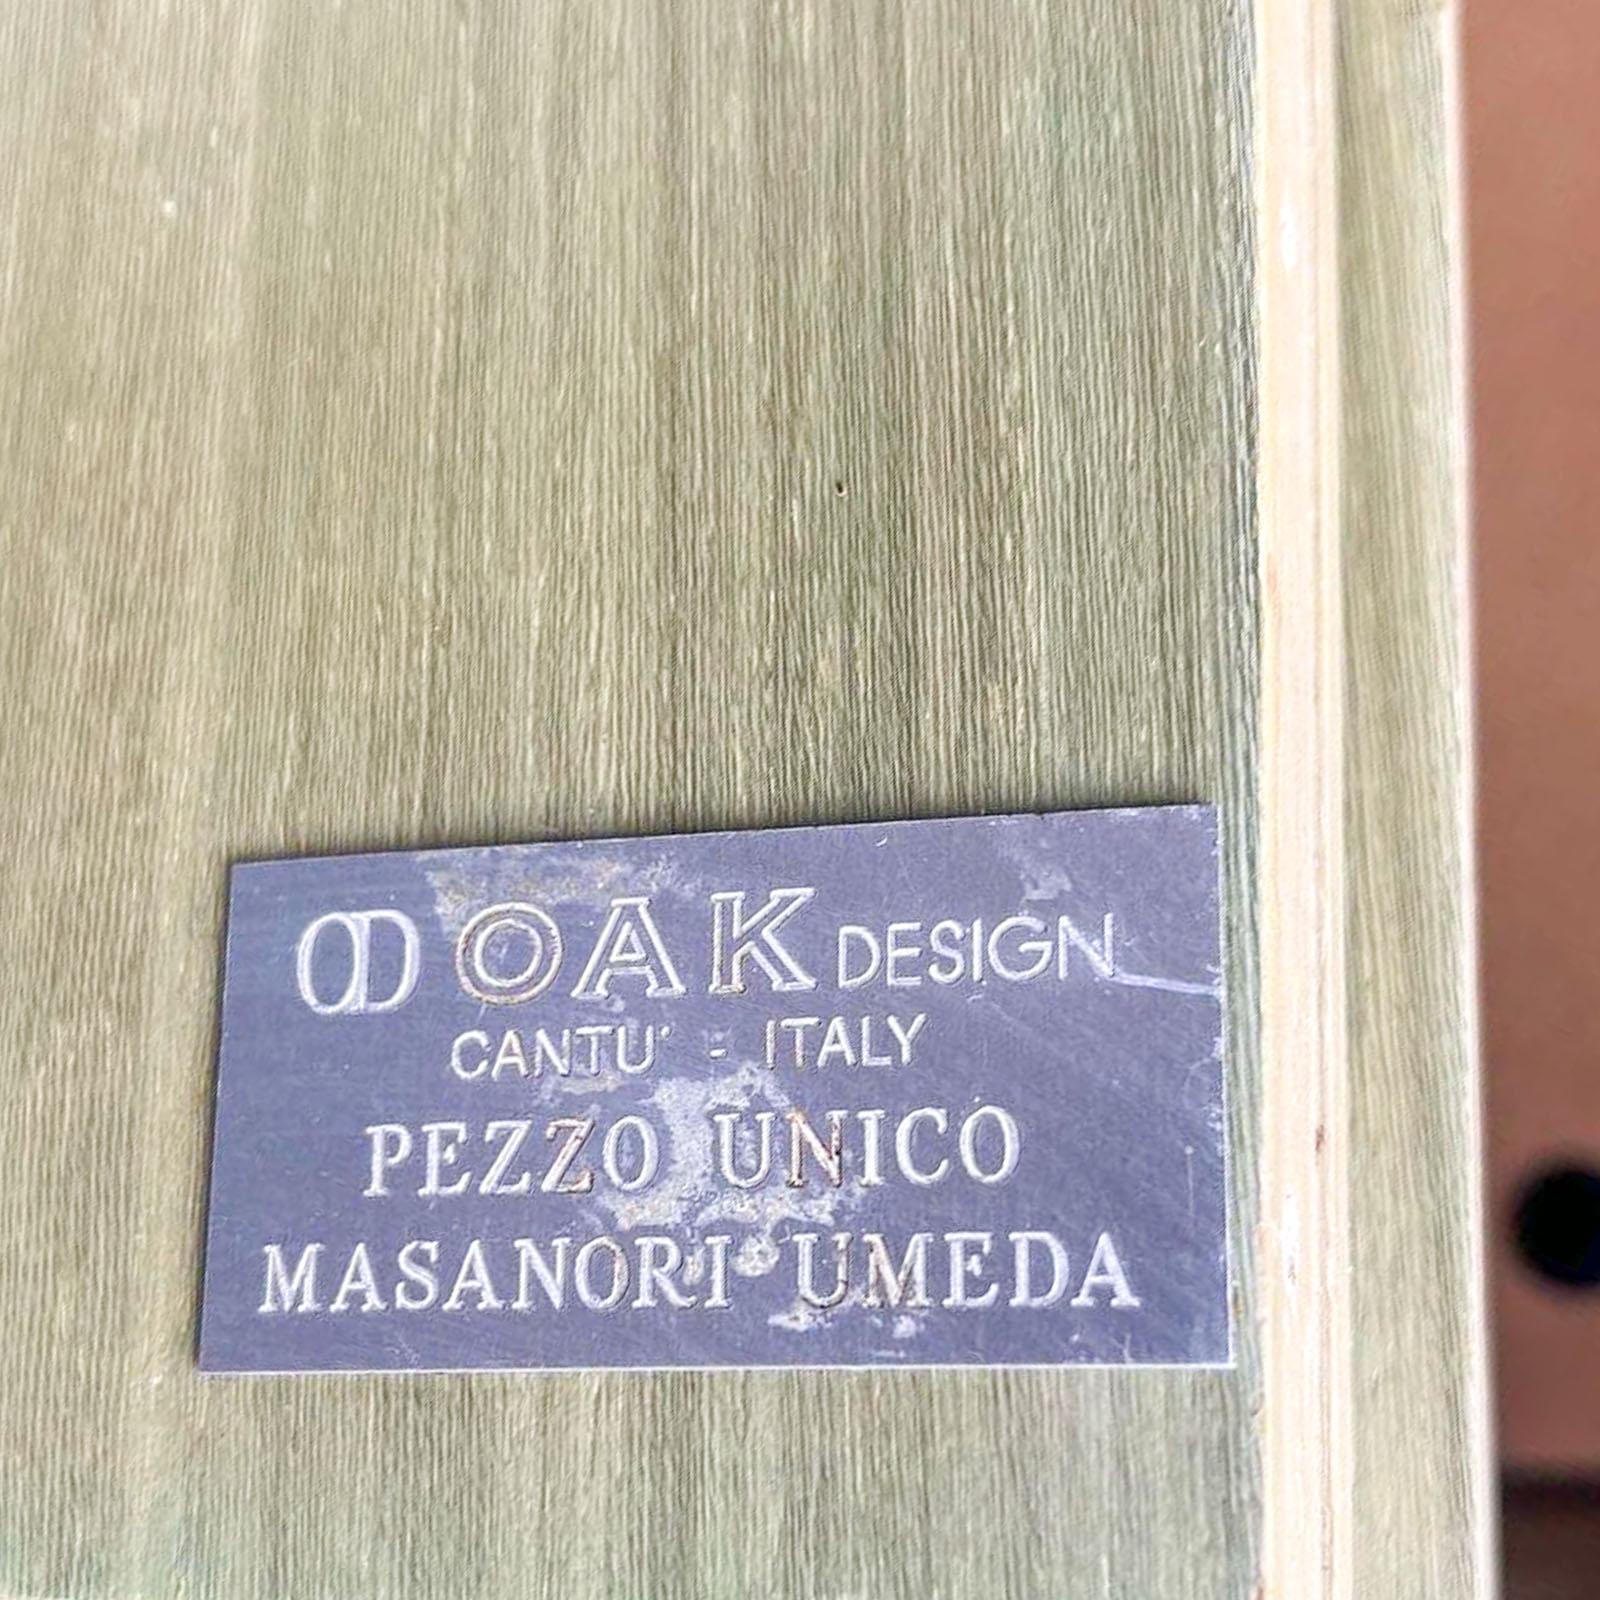 OD OAK DESIGN
CANTU' - ITALY
PEZZO UNICO
MASANORI UMEDA